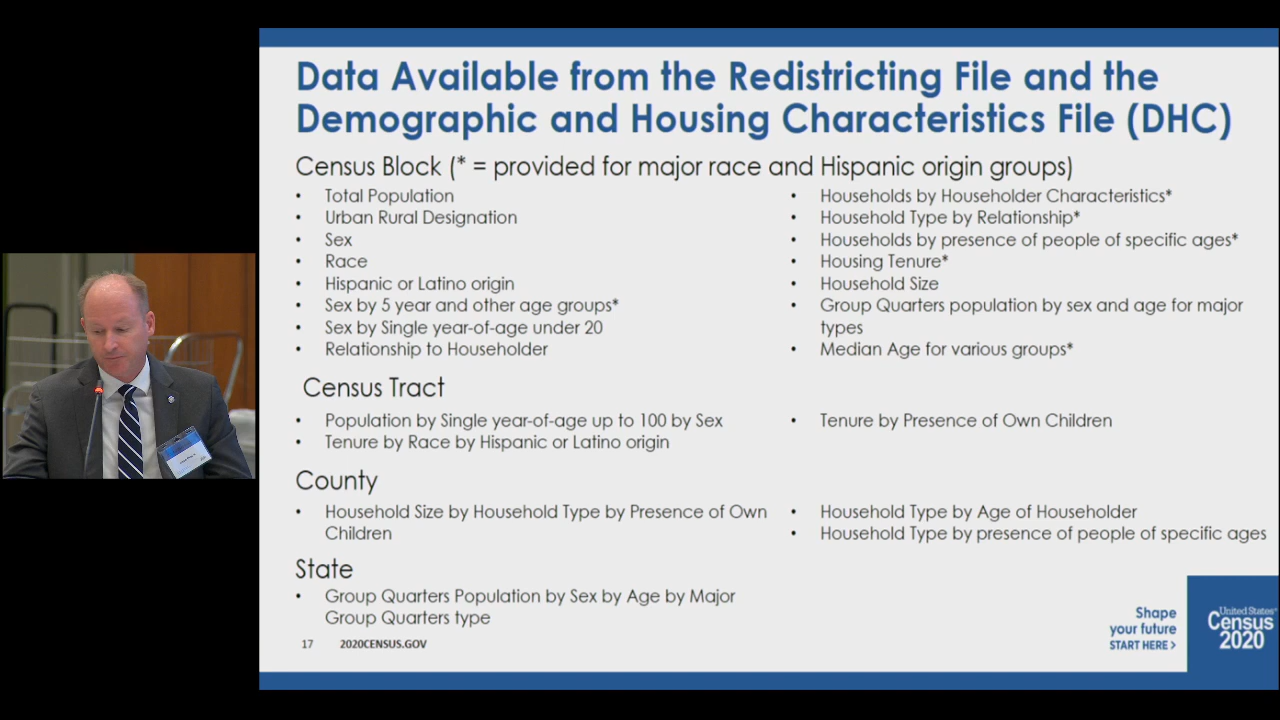 Data Available from the Redistricting File and the
Demographic and Housing Characteristics File (DHC)
Census Block (* = provided for major race and Hispanic origin groups)
• Total Population
• Urban Rural Designation
• Sex
• Race
• Hispanic or Latino origin
• Sex by 5 year and other age groups*
• Sex by Single year-of-age under 20
• Relationship to Householder
• Households by Householder Characteristics*
• Household Type by Relationship*
• Households by presence of people of specific ages*
• Housing Tenure*
• Household Size
• Group Quarters population by sex and age for major
types
• Median Age for various groups*
Census Tract
• Population by Single year-of-age up to 100 by Sex
• Tenure by Race by Hispanic or Latino origin
• Tenure by Presence of Own Children
County
• Household Size by Household Type by Presence of Own
Children
• Household Type by Age of Householder
• Household Type by presence of people of specific ages
State
• Group Quarters Population by Sex by Age by Major
Group Quarters type
17 2020CENSUS.GOV
Shape
your future
START HERE >
United States®
Census
2020